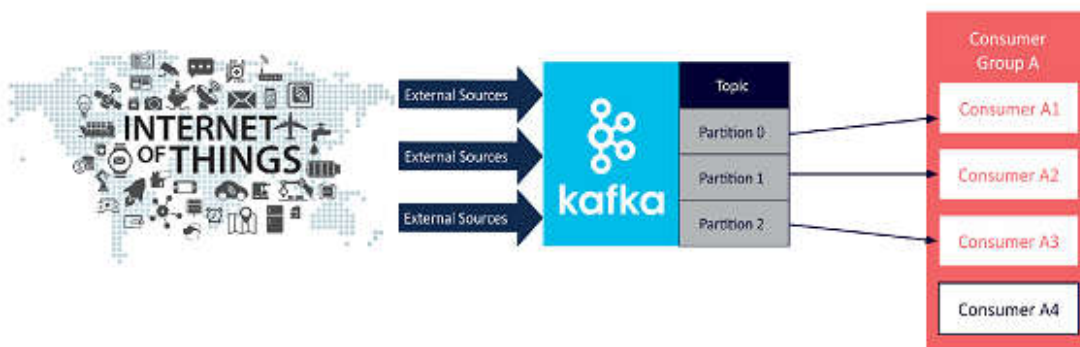 INTERNET
OF THINGS
External Sources
External Sources
External Sources
kafka
Topic
Partition 0
Partition 1
Partition 2
Consumer
Group A
Consumer A1
Consumer A2
Consumer A3
Consumer A4